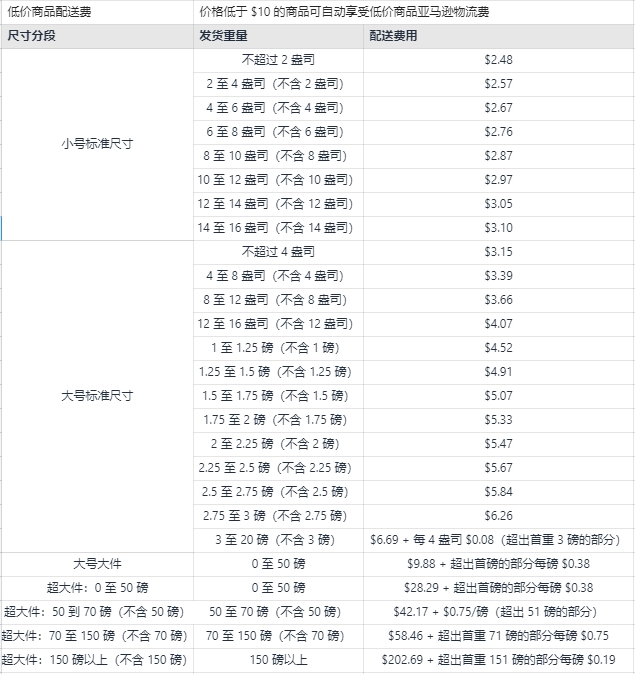 低价商品配送费 价格低于 $10 的商品可自动享受低价商品亚马逊物流费
尺寸分段 发货重量 配送费用
不超过 2 盎司 $2.48
2 至 4 盎司（不含 2 盎司） $2.57
4 至 6 盎司（不含 4 盎司） $2.67
6 至 8 盎司（不含 6 盎司） $2.76
小号标准尺寸
8 至 10 盎司（不含 8 盎司） $2.87
10 至 12 盎司（不含 10 盎司） $2.97
12 至 14 盎司（不含 12 盎司） $3.05
14 至 16 盎司（不含 14 盎司） $3.10
不超过 4 盎司 $3.15
4 至 8 盎司（不含 4 盎司） $3.39
8 至 12 盎司（不含 8 盎司） $3.66
12 至 16 盎司（不含 12 盎司） $4.07
1 至 1.25 磅（不含 1 磅） $4.52
1.25 至 1.5 磅（不含 1.25 磅） $4.91
大号标准尺寸 1.5 至 1.75 磅（不含 1.5 磅） $5.07
1.75 至 2 磅（不含 1.75 磅） $5.33
2 至 2.25 磅（不含 2 磅） $5.47
2.25 至 2.5 磅（不含 2.25 磅） $5.67
2.5 至 2.75 磅（不含 2.5 磅） $5.84
2.75 至 3 磅（不含 2.75 磅） $6.26
3 至 20 磅（不含 3 磅） $6.69 + 每 4 盎司 $0.08（超出首重 3 磅的部分）
大号大件 0 至 50 磅 $9.88 + 超出首磅的部分每磅 $0.38
超大件：0 至 50 磅 0 至 50 磅 $28.29 + 超出首磅的部分每磅 $0.38
超大件：50 到 70 磅（不含 50 磅） 50 至 70 磅（不含 50 磅） $42.17 + $0.75/磅（超出 51 磅的部分）
超大件：70 至 150 磅（不含 70 磅） 70 至 150 磅（不含 70 磅） $58.46 + 超出首重 71 磅的部分每磅 $0.75
超大件：150 磅以上（不含 150 磅） 150 磅以上 $202.69 + 超出首重 151 磅的部分每磅 $0.19